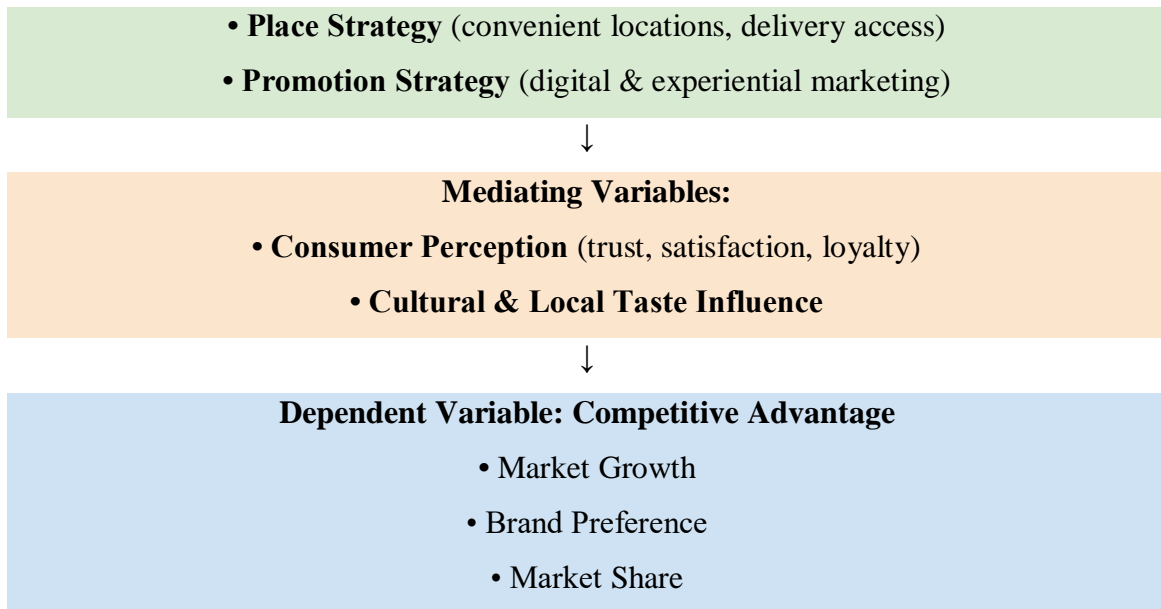 • Place Strategy (convenient locations, delivery access)
• Promotion Strategy (digital & experiential marketing)
↓
Mediating Variables:
• Consumer Perception (trust, satisfaction, loyalty)
• Cultural & Local Taste Influence
↓
Dependent Variable: Competitive Advantage
• Market Growth
• Brand Preference
• Market Share